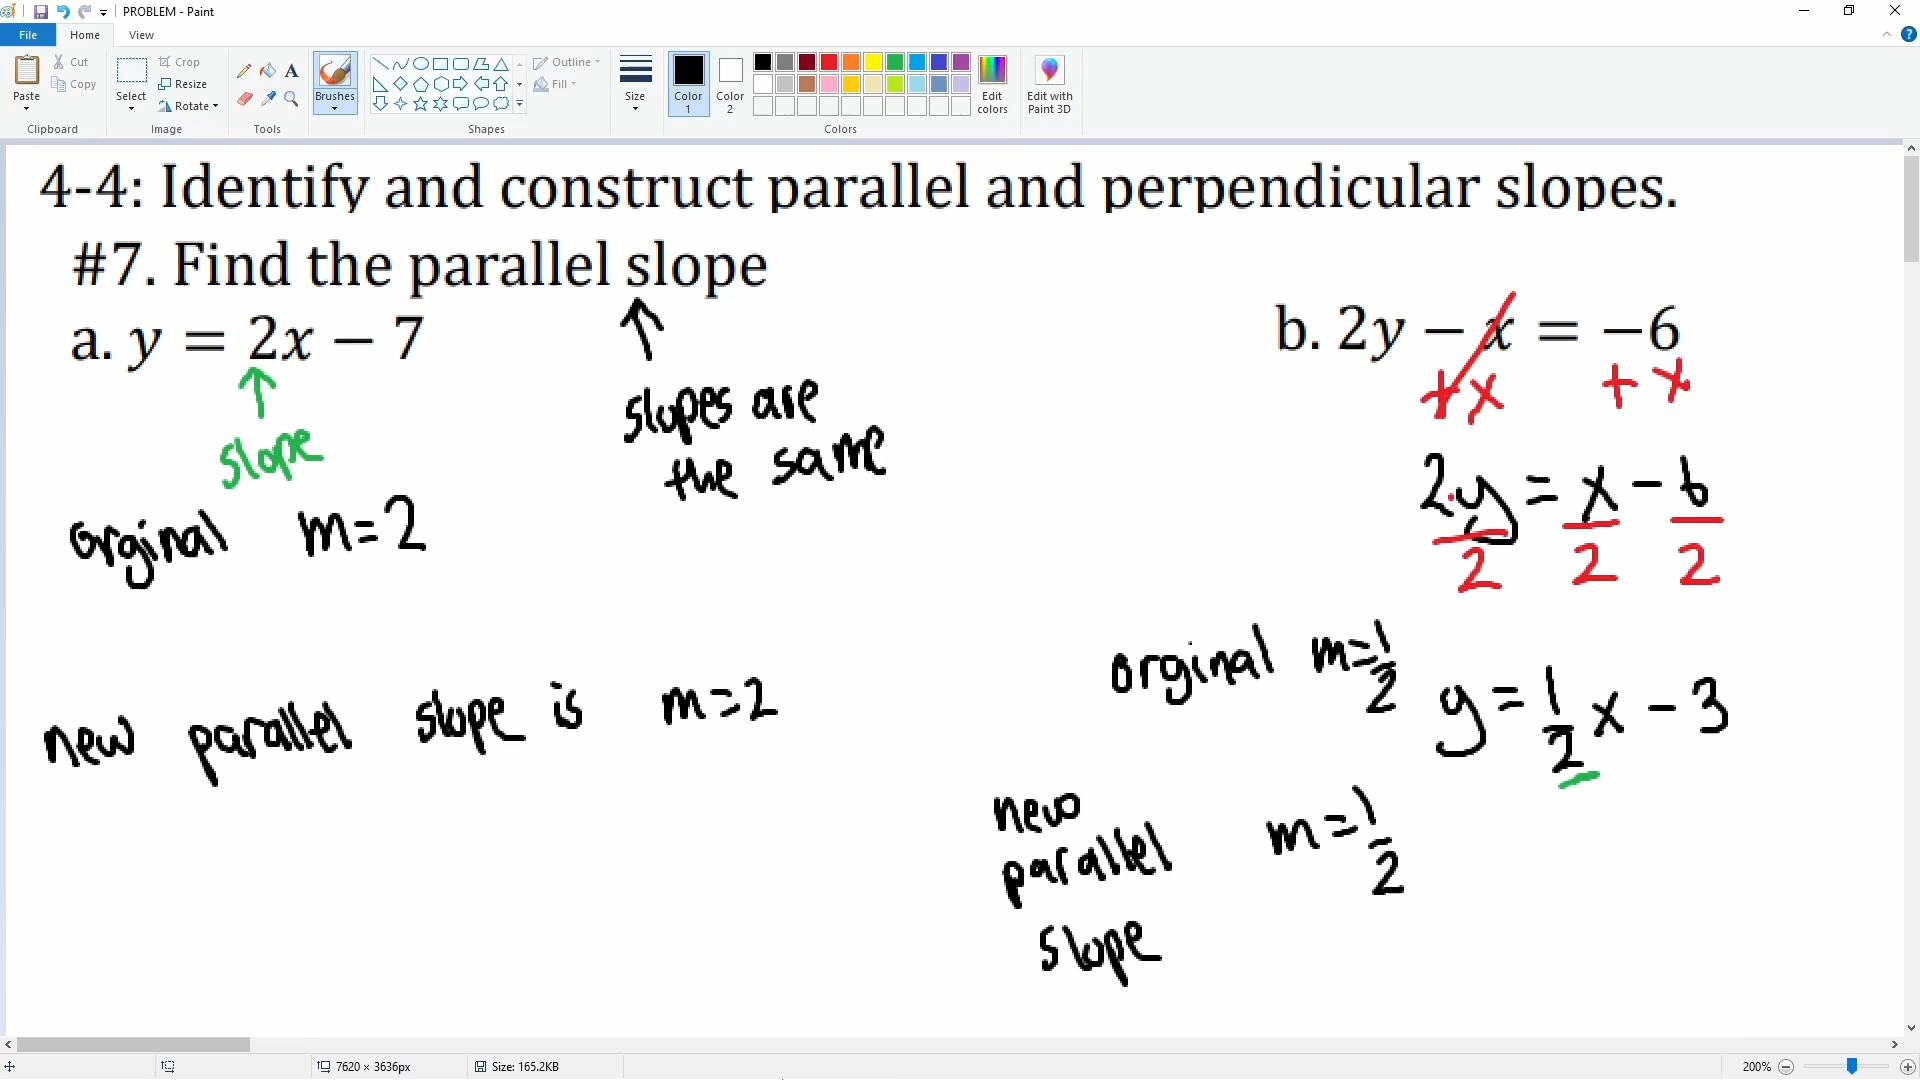 PROBLEM - Paint
File Home View
Paste
Cut
Copy
Clipboard
Select
Crop
Resize
Rotate
Image
A
Tools
Brushes
Outline
Fill
Shapes
Size
Color 1
Color 2
Edit colors
Colors
Edit with Paint 3D
4-4: Identify and construct parallel and perpendicular slopes.
#7. Find the parallel slope
a. y = 2x − 7
slope
orginal m=2
new parallel slope is m=2
slopes are
the same
b. 2y − x = −6
+x +x
2·y = x − 6
2 2 2
orginal m=1/2
y = 1/2 x − 3
new
parallel m=1/2
slope
7620 × 3636px
Size: 165.2KB
200%